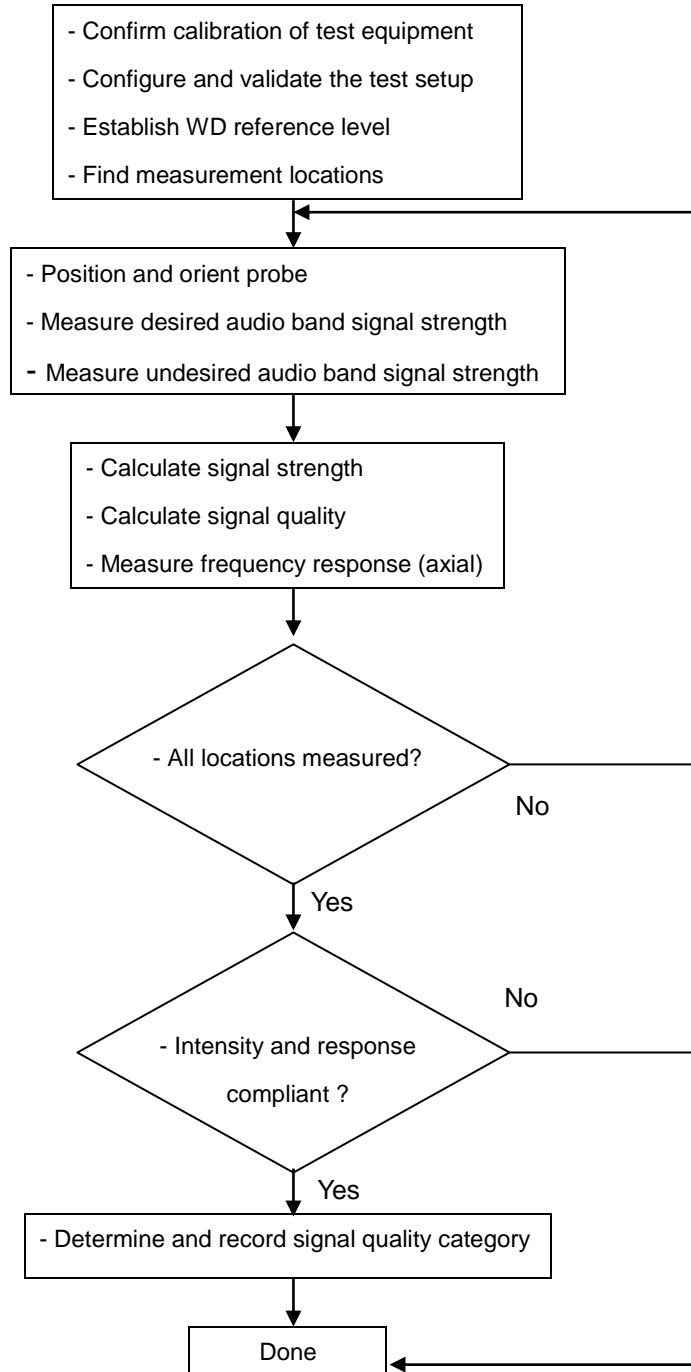 - Confirm calibration of test equipment
- Configure and validate the test setup
- Establish WD reference level
- Find measurement locations
- Position and orient probe
- Measure desired audio band signal strength
- Measure undesired audio band signal strength
- Calculate signal strength
- Calculate signal quality
- Measure frequency response (axial)
- All locations measured?
No
Yes
No
- Intensity and response
compliant ?
Yes
- Determine and record signal quality category
Done